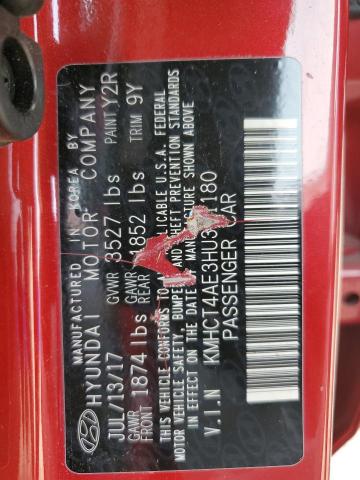 MANUFACTURED IN KOREA BY
HYUNDAI MOTOR COMPANY
JUL/13/17 GVWR 3527 lbs PAINT Y2R
GAWR FRONT 1874 lbs GAWR REAR 1852 lbs TRIM 9Y
THIS VEHICLE CONFORMS TO ALL APPLICABLE U.S.A. FEDERAL
MOTOR VEHICLE SAFETY, BUMPER AND THEFT PREVENTION STANDARDS
IN EFFECT ON THE DATE OF MANUFACTURE SHOWN ABOVE
V.I.N KMHCT4AE3HU3 180
PASSENGER CAR